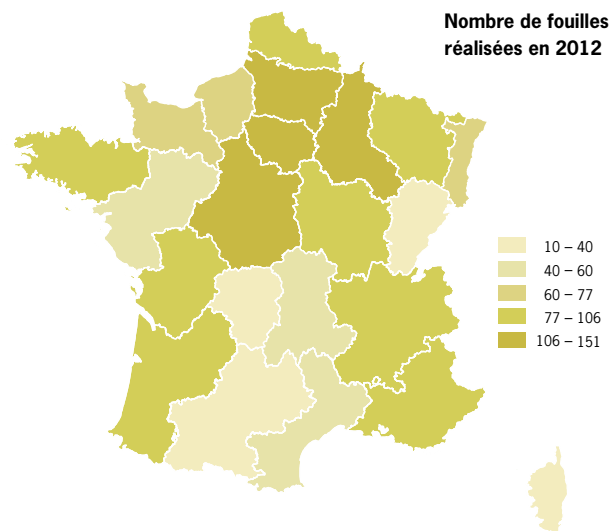 Nombre de fouilles
réalisées en 2012
10 – 40
40 – 60
60 – 77
77 – 106
106 – 151